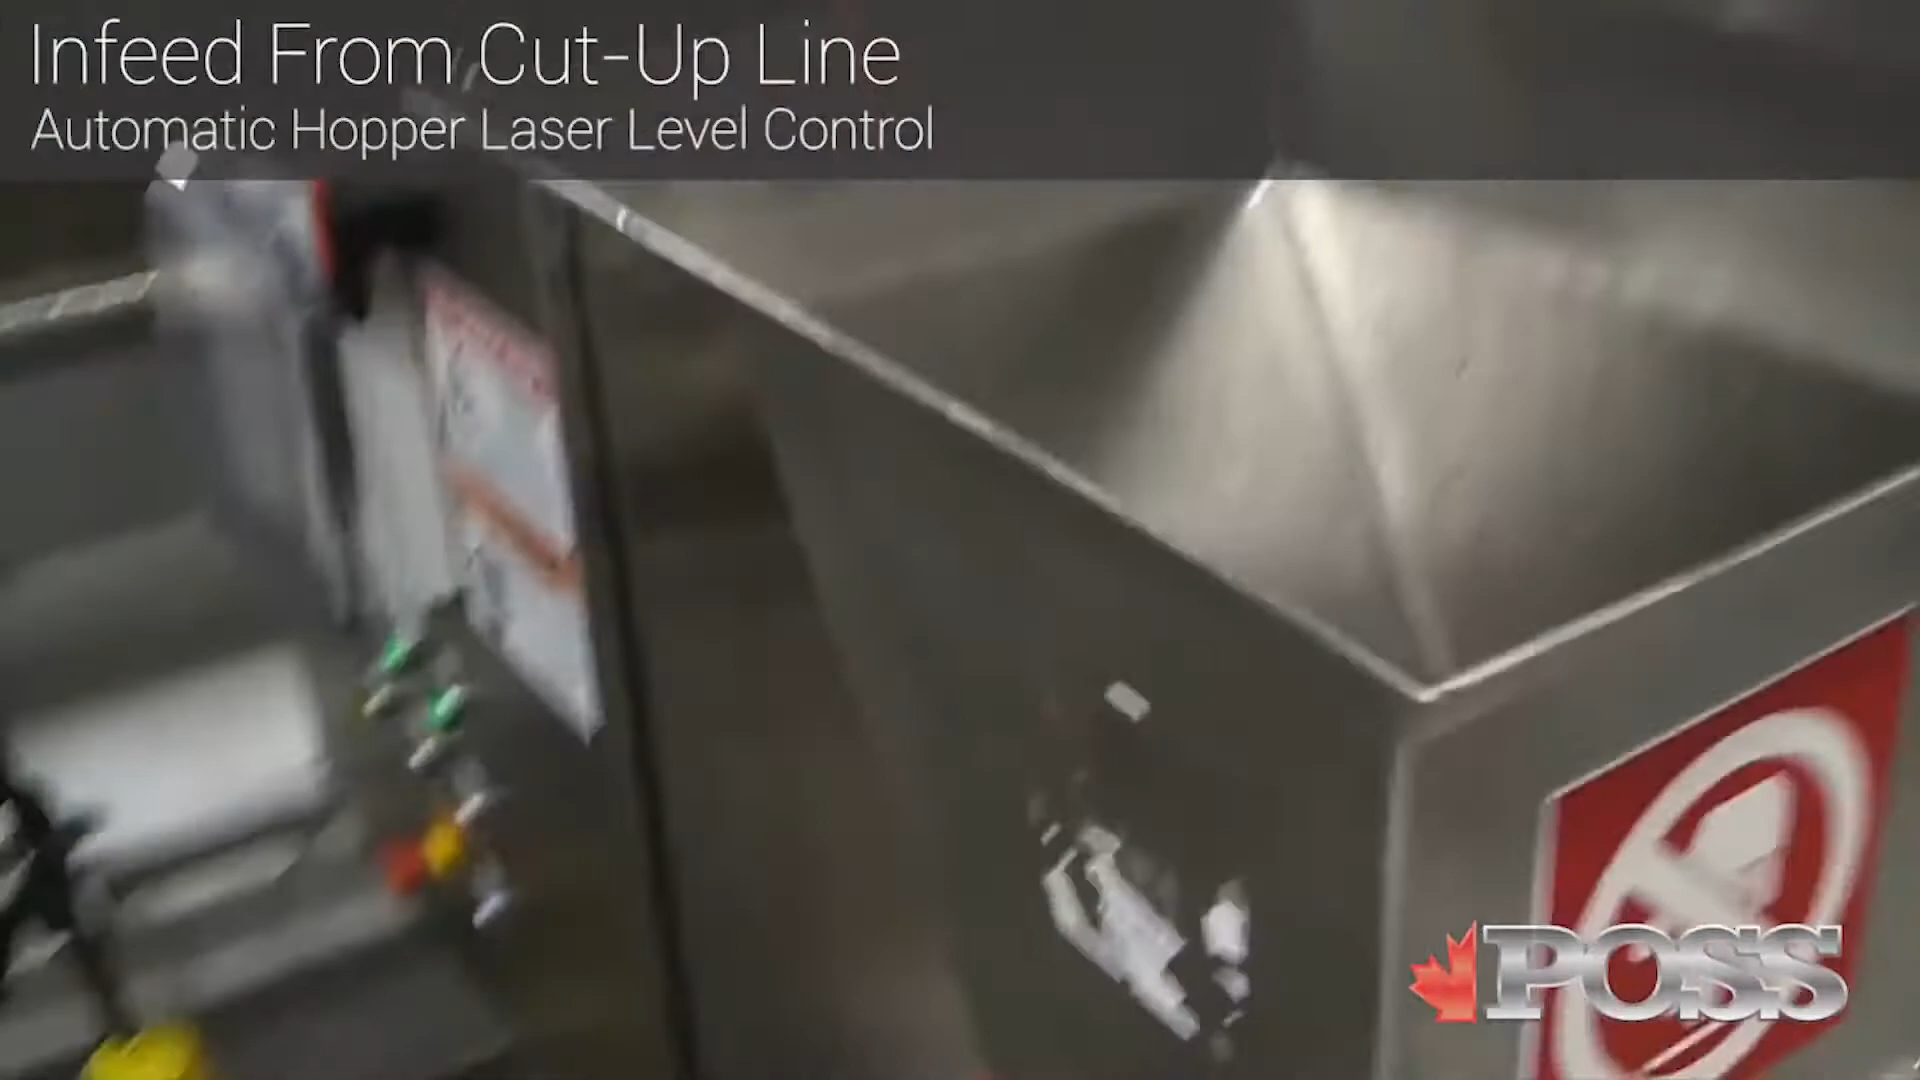 Infeed From Cut-Up Line
Automatic Hopper Laser Level Control
POSS